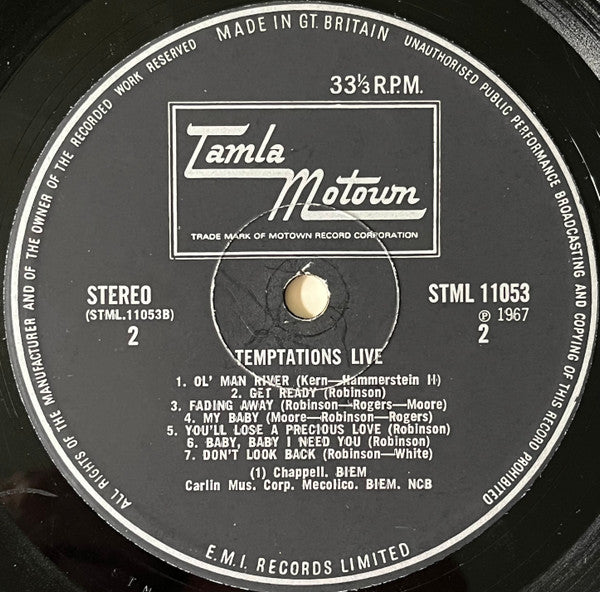 MADE IN GT. BRITAIN
UNAUTHORISED PUBLIC PERFORMANCE BROADCASTING AND COPYING OF THIS RECORD PROHIBITED
E.M.I. RECORDS LIMITED
ALL RIGHTS OF THE MANUFACTURER AND OF THE OWNER OF THE RECORDED WORK RESERVED
33⅓ R.P.M.
Tamla
Motown
TRADE MARK OF MOTOWN RECORD CORPORATION
STEREO
(STML.11053B)
2
STML 11053
℗ 1967
2
TEMPTATIONS LIVE
1. OL' MAN RIVER (Kern—Hammerstein II)
2. GET READY (Robinson)
3. FADING AWAY (Robinson—Rogers—Moore)
4. MY BABY (Moore—Robinson—Rogers)
5. YOU'LL LOSE A PRECIOUS LOVE (Robinson)
6. BABY, BABY I NEED YOU (Robinson)
7. DON'T LOOK BACK (Robinson—White)
(1) Chappell. BIEM
Carlin Mus. Corp. Mecolico. BIEM. NCB